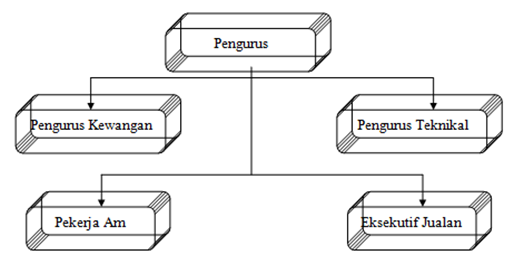 Pengurus
Pengurus Kewangan
Pengurus Teknikal
Pekerja Am
Eksekutif Jualan